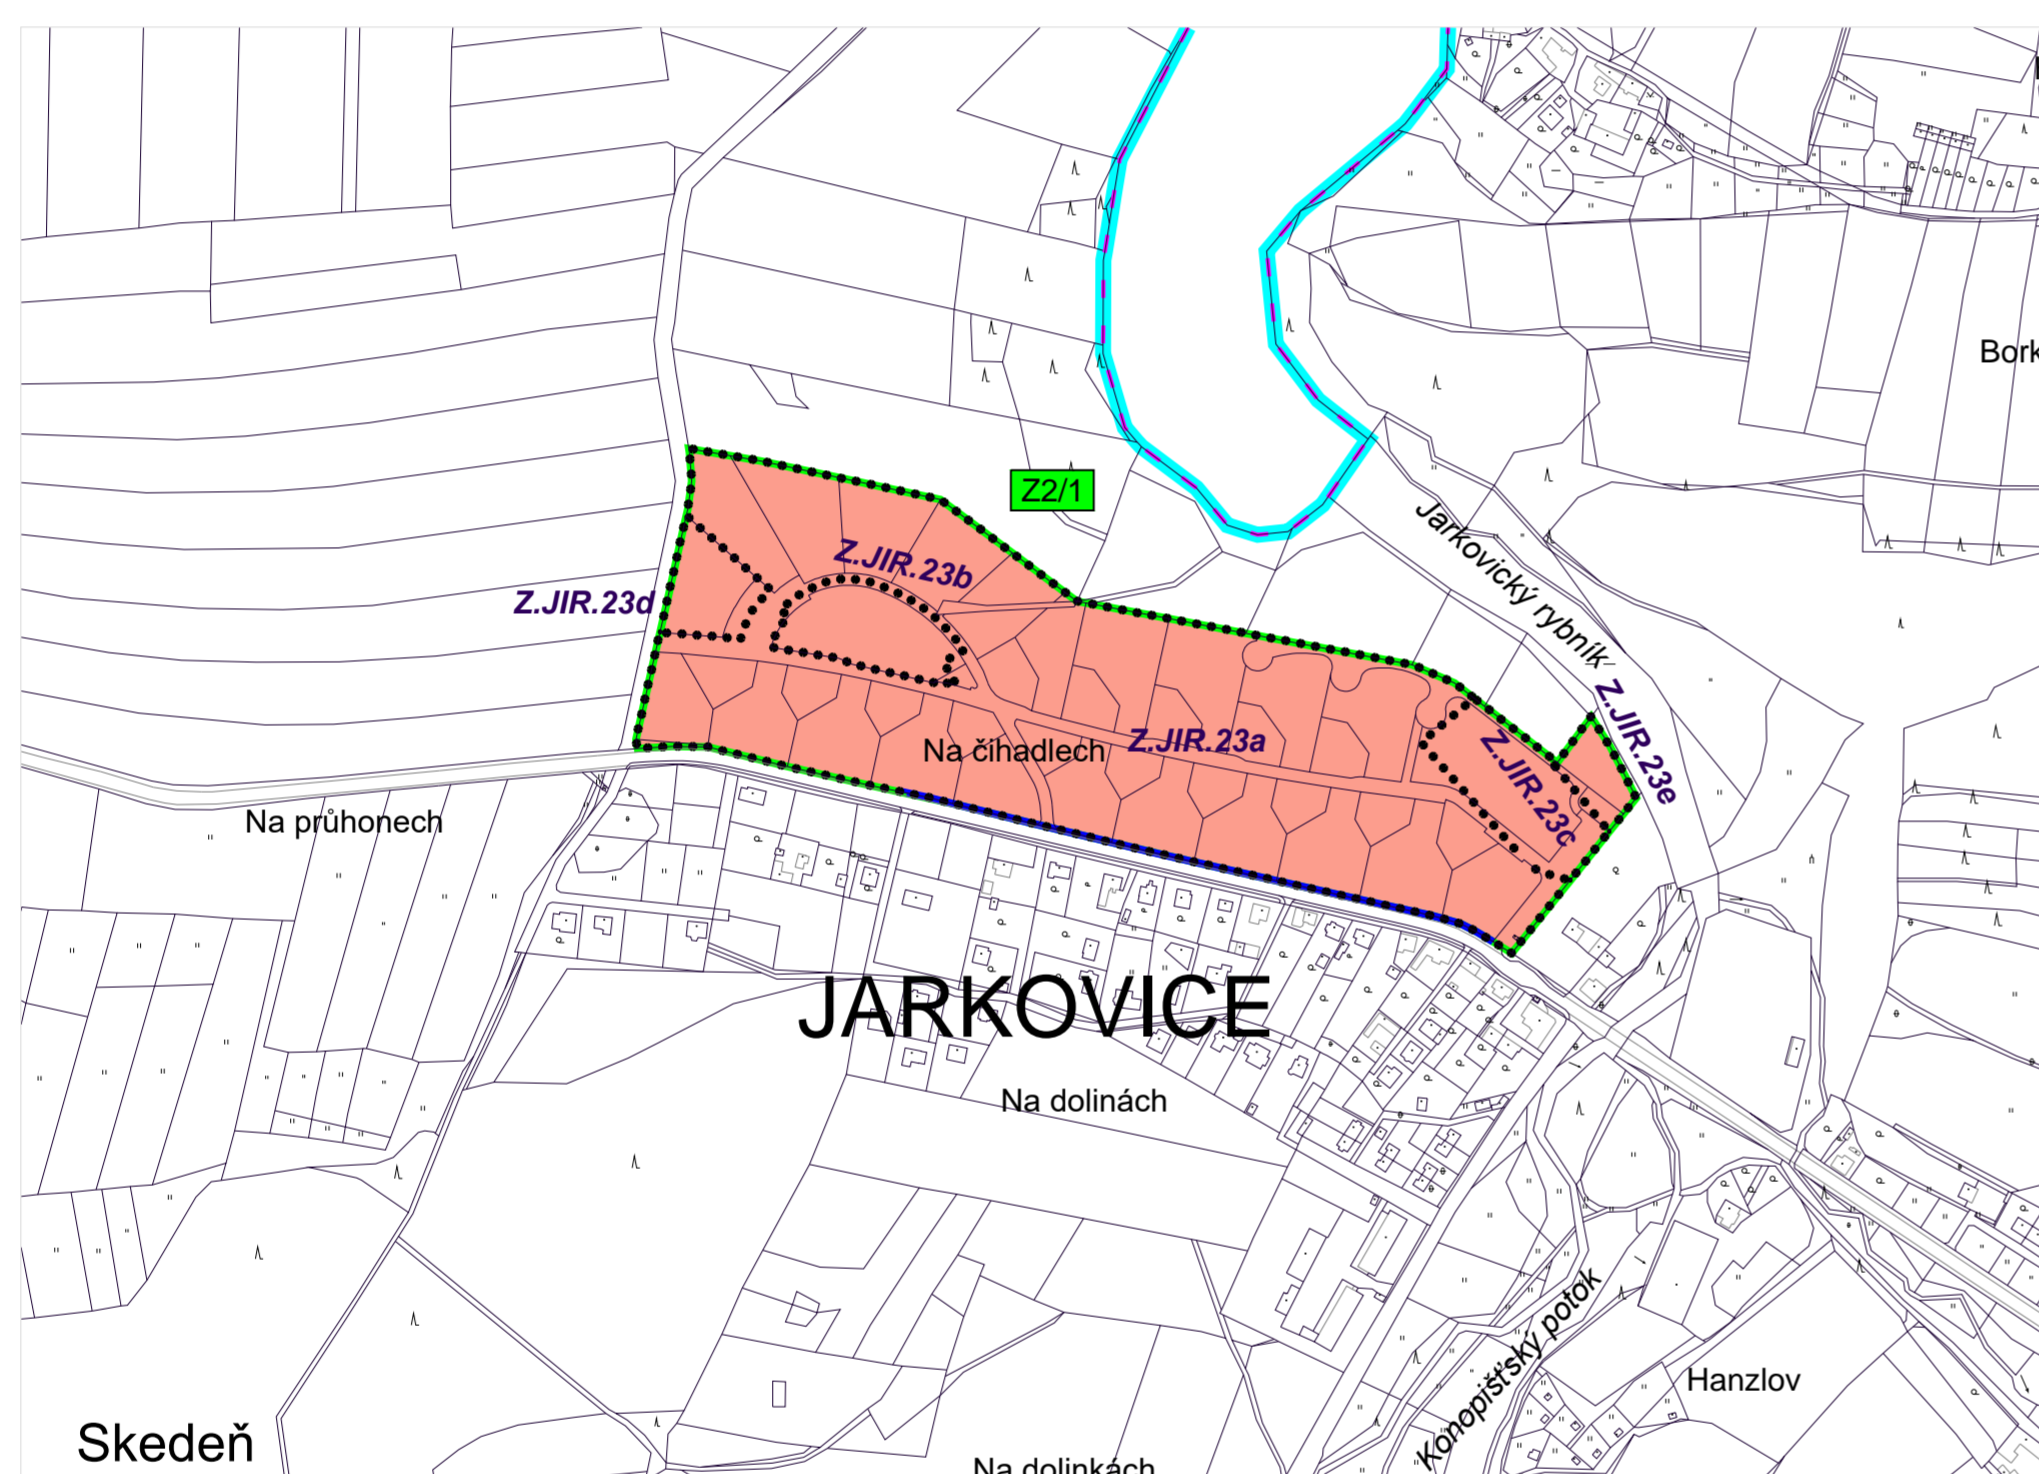 Bork
Z2/1
Jarkovický rybník
Z.JIR.23b
Z.JIR.23d
Z.JIR.23e
Z.JIR.23a
Na čihadlech
Z.JIR.23c
Na průhonech
JARKOVICE
Na dolinách
Konopišťský potok
Hanzlov
Skedeň
Na dolinkách